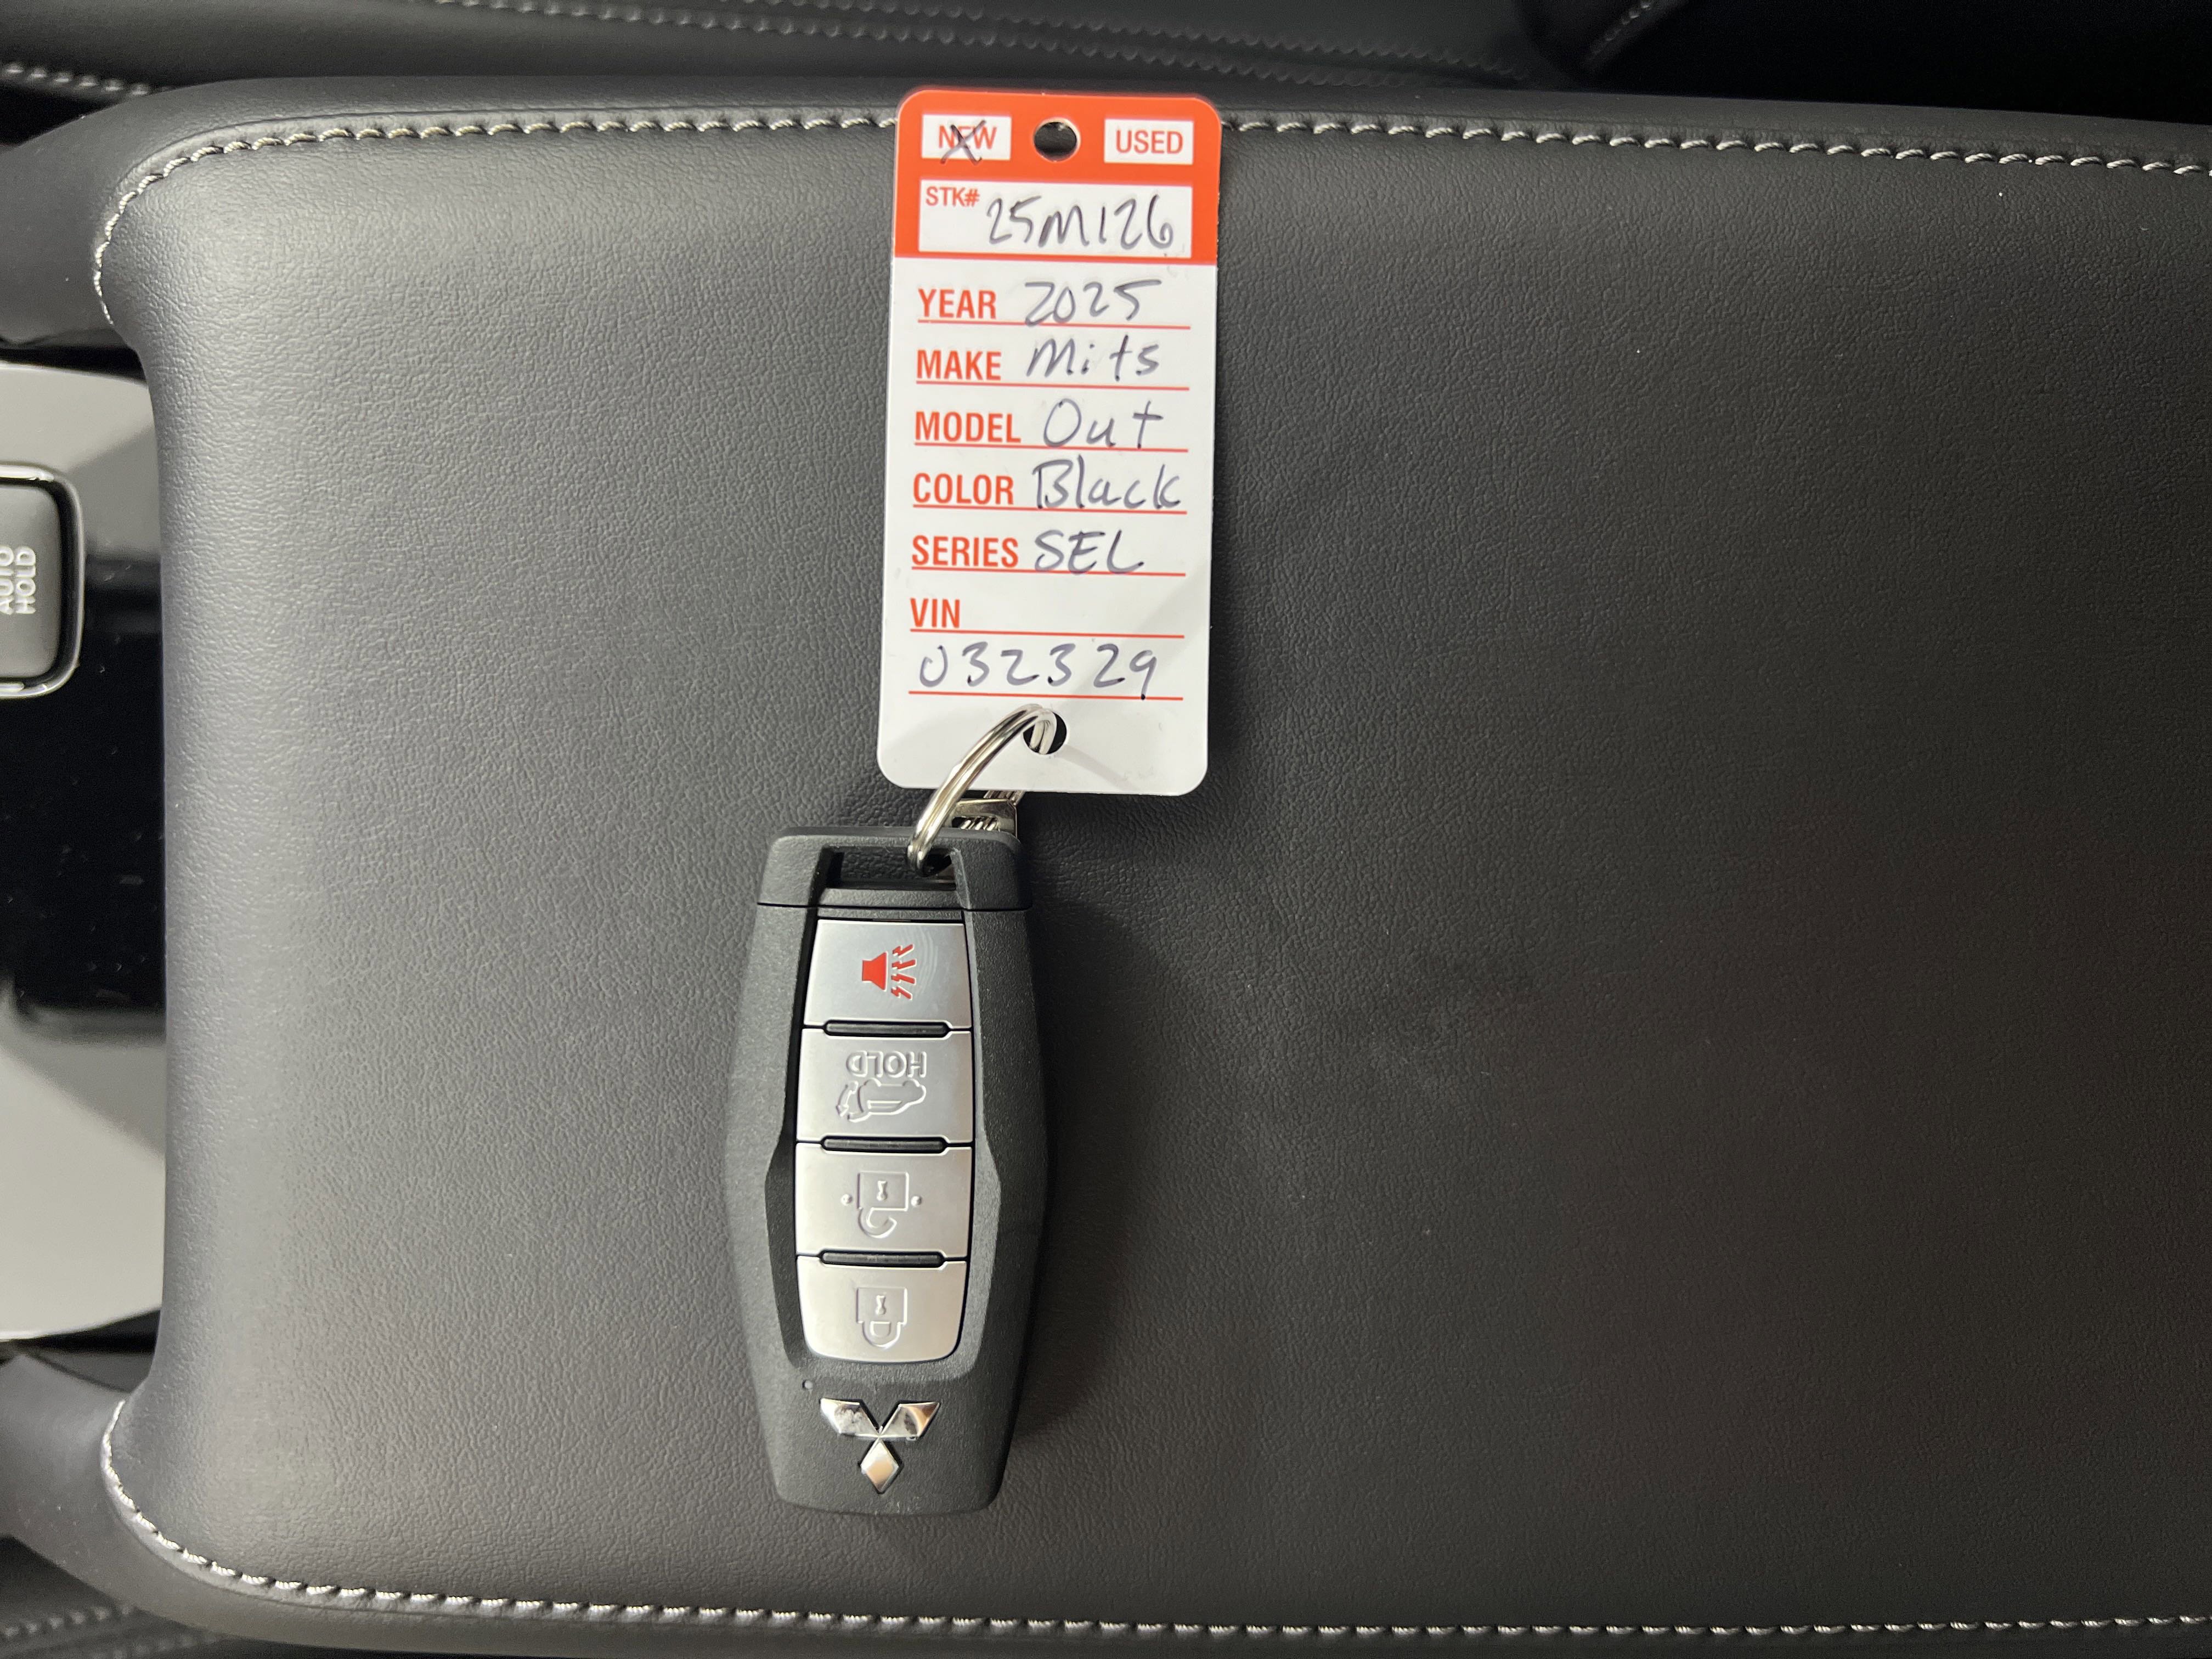 NEW USED
STK# 25M126
YEAR 2025
MAKE Mits
MODEL Out
COLOR Black
SERIES SEL
VIN
032329
AUTO
HOLD
HOLD